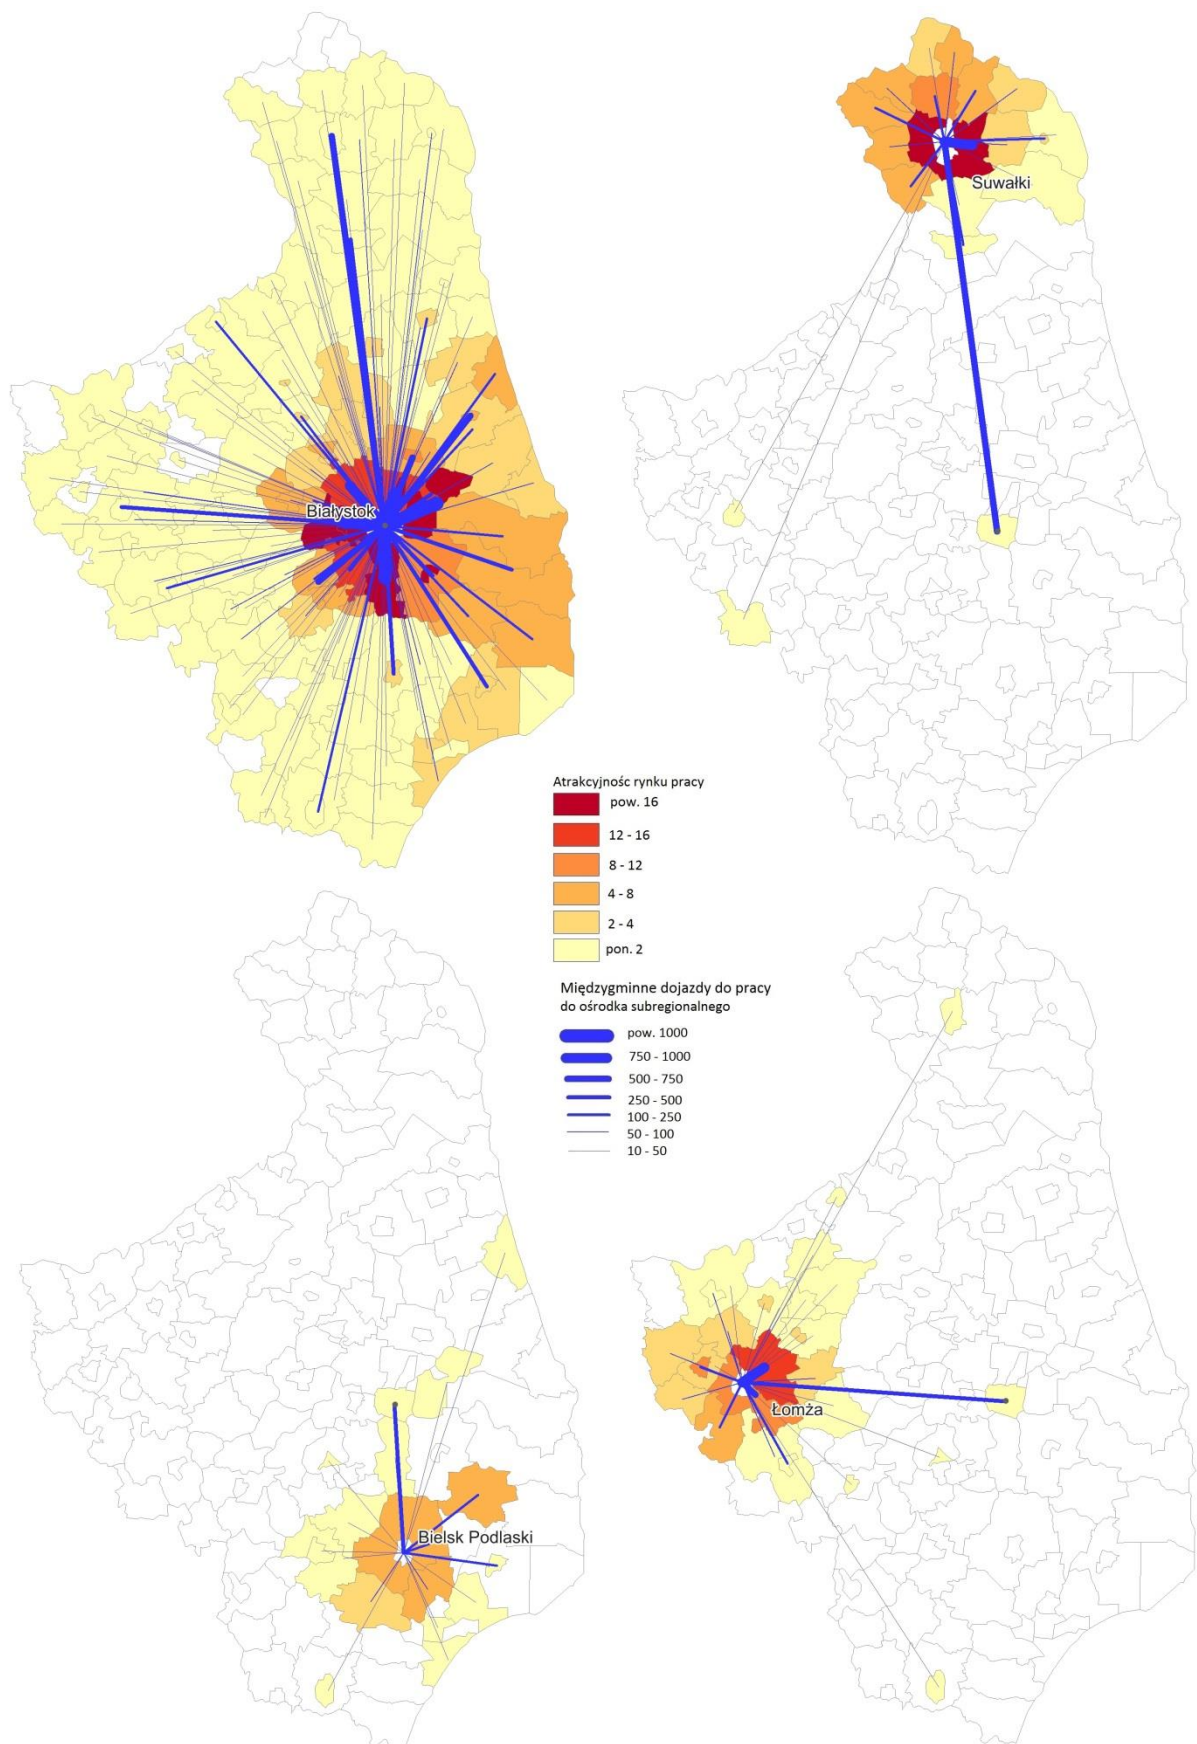 Suwałki
Białystok
Atrakcyjnośc rynku pracy
pow. 16
12 - 16
8 - 12
4 - 8
2 - 4
pon. 2
Międzygminne dojazdy do pracy
do ośrodka subregionalnego
pow. 1000
750 - 1000
500 - 750
250 - 500
100 - 250
50 - 100
10 - 50
Łomża
Bielsk Podlaski